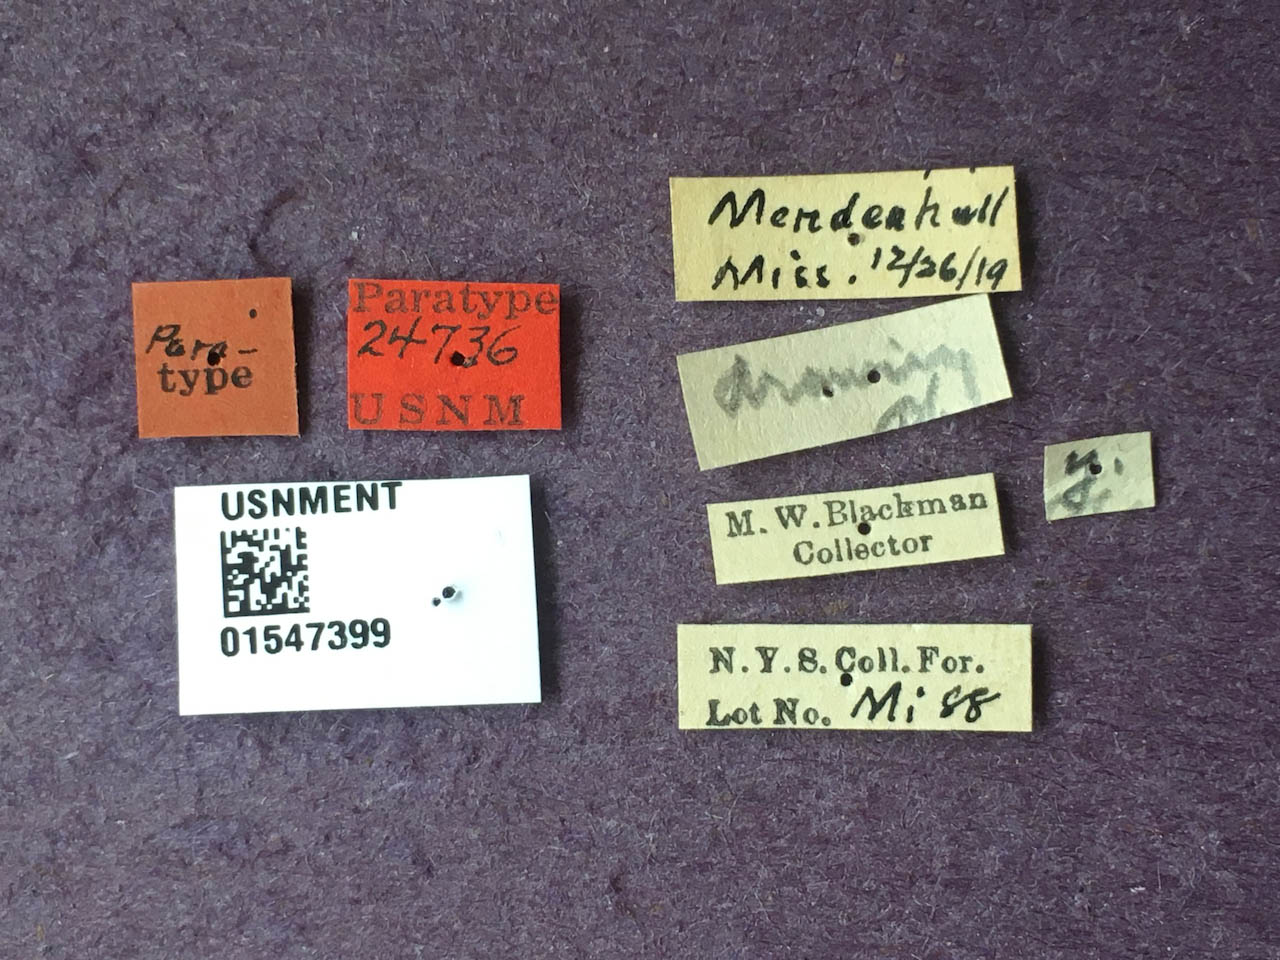 Para-
type
Paratype
24736
USNM
USNMENT
01547399
Mendenhall
Miss. 12/26/19
drawing
M. W. Blackman
Collector
N. Y. S. Coll. For.
Lot No. Mi 88